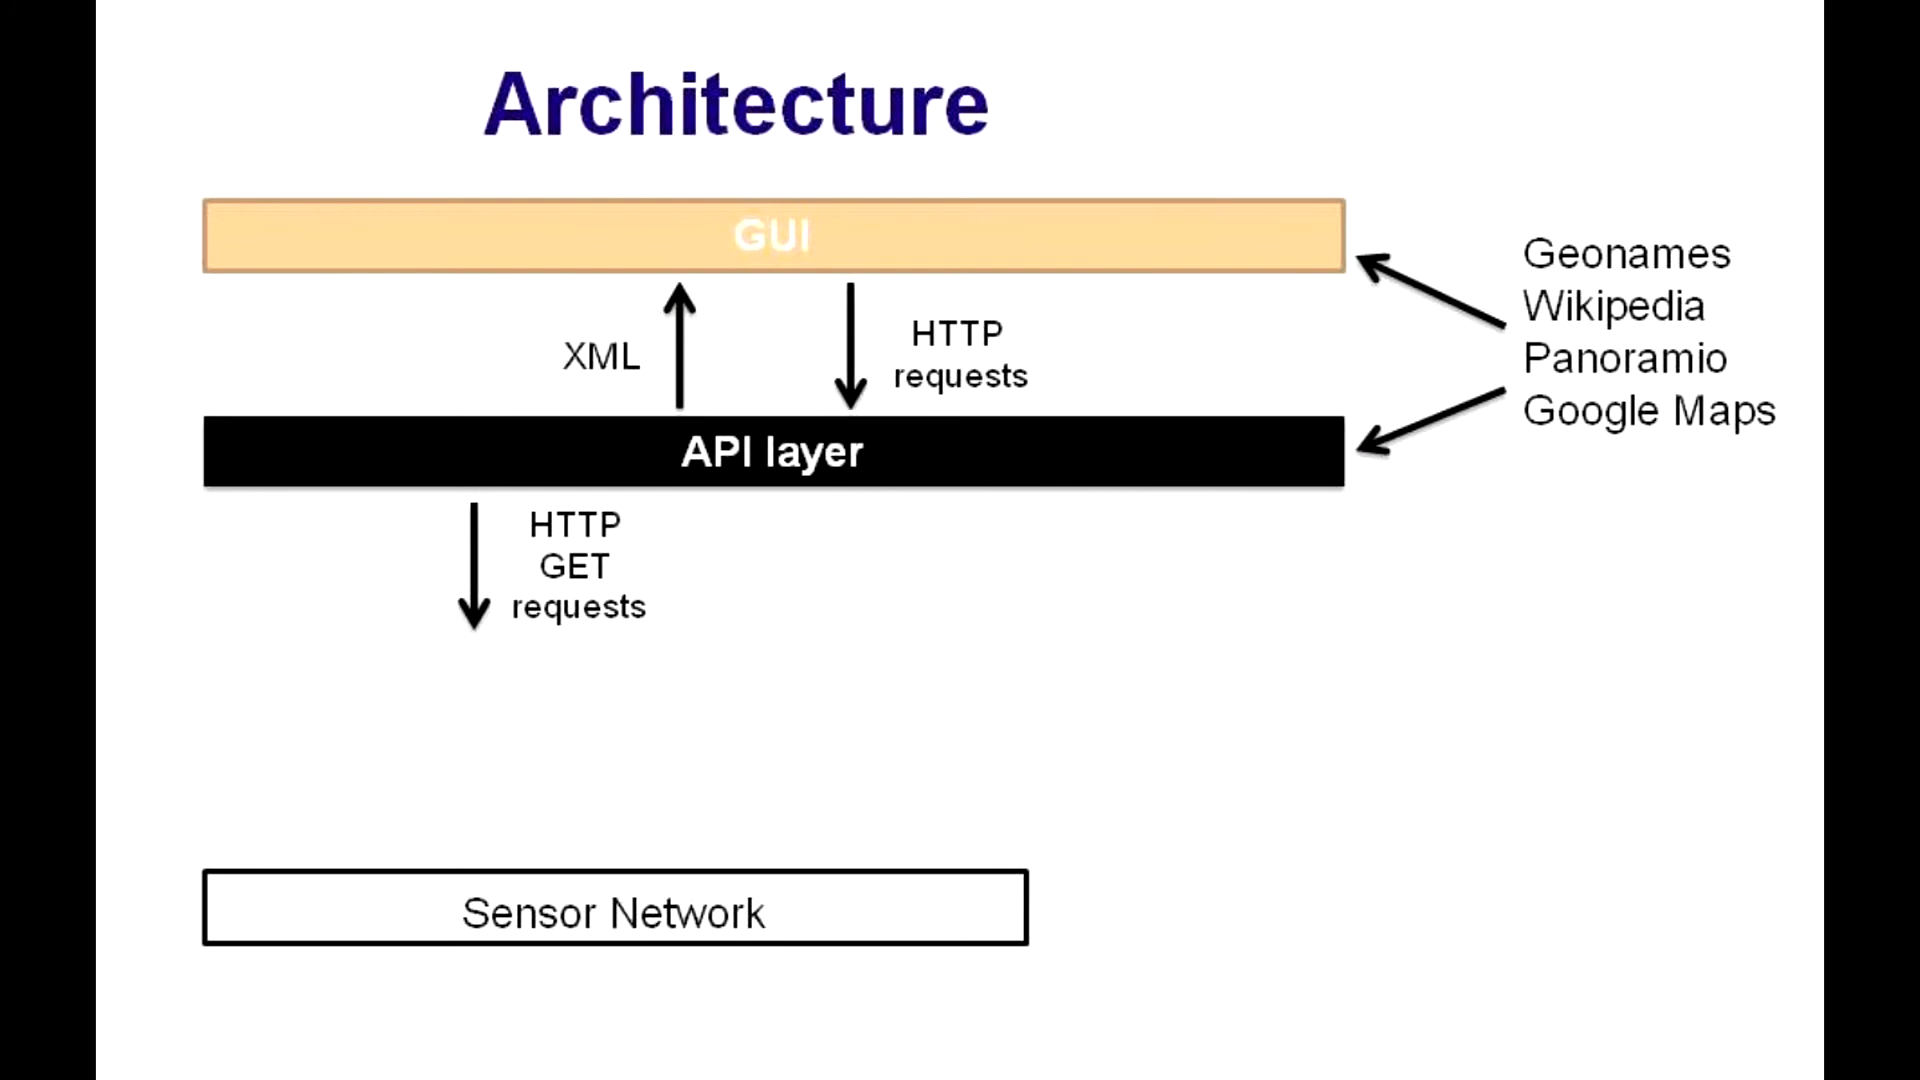 Architecture
GUI
XML
HTTP
requests
Geonames
Wikipedia
Panoramio
Google Maps
API layer
HTTP
GET
requests
Sensor Network